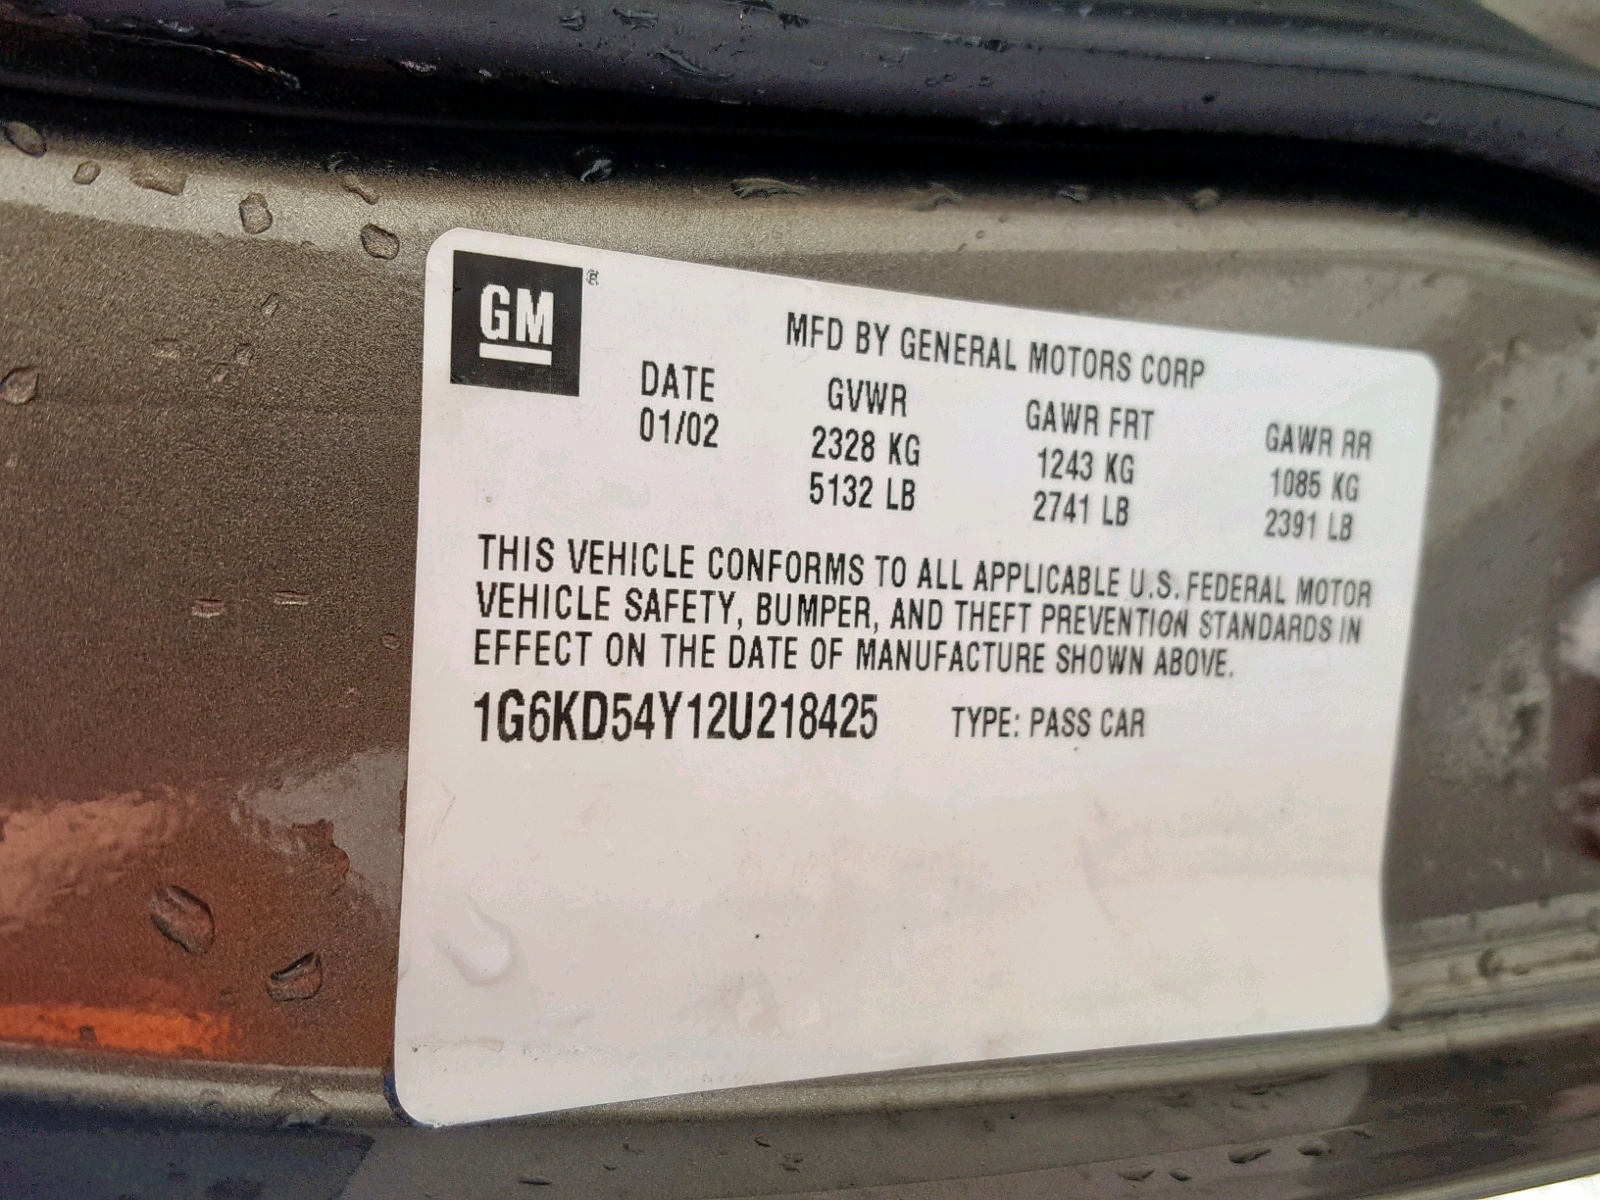 GM ®
MFD BY GENERAL MOTORS CORP
DATE GVWR GAWR FRT GAWR RR
01/02 2328 KG 1243 KG 1085 KG
5132 LB 2741 LB 2391 LB
THIS VEHICLE CONFORMS TO ALL APPLICABLE U.S. FEDERAL MOTOR
VEHICLE SAFETY, BUMPER, AND THEFT PREVENTION STANDARDS IN
EFFECT ON THE DATE OF MANUFACTURE SHOWN ABOVE.
1G6KD54Y12U218425 TYPE: PASS CAR